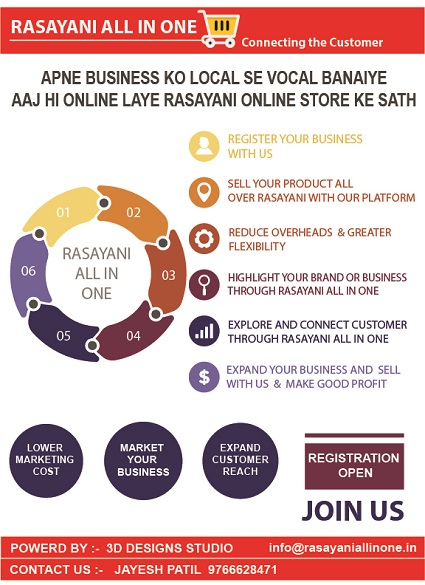 RASAYANI ALL IN ONE
Connecting the Customer
APNE BUSINESS KO LOCAL SE VOCAL BANAIYE
AAJ HI ONLINE LAYE RASAYANI ONLINE STORE KE SATH
01
02
03
04
05
06
RASAYANI
ALL IN
ONE
REGISTER YOUR BUSINESS
WITH US
SELL YOUR PRODUCT ALL
OVER RASAYANI WITH OUR PLATFORM
REDUCE OVERHEADS & GREATER
FLEXIBILITY
HIGHLIGHT YOUR BRAND OR BUSINESS
THROUGH RASAYANI ALL IN ONE
EXPLORE AND CONNECT CUSTOMER
THROUGH RASAYANI ALL IN ONE
$
EXPAND YOUR BUSINESS AND SELL
WITH US & MAKE GOOD PROFIT
LOWER
MARKETING
COST
MARKET
YOUR
BUSINESS
EXPAND
CUSTOMER
REACH
REGISTRATION
OPEN
JOIN US
POWERD BY :- 3D DESIGNS STUDIO
info@rasayaniallinone.in
CONTACT US :- JAYESH PATIL 9766628471